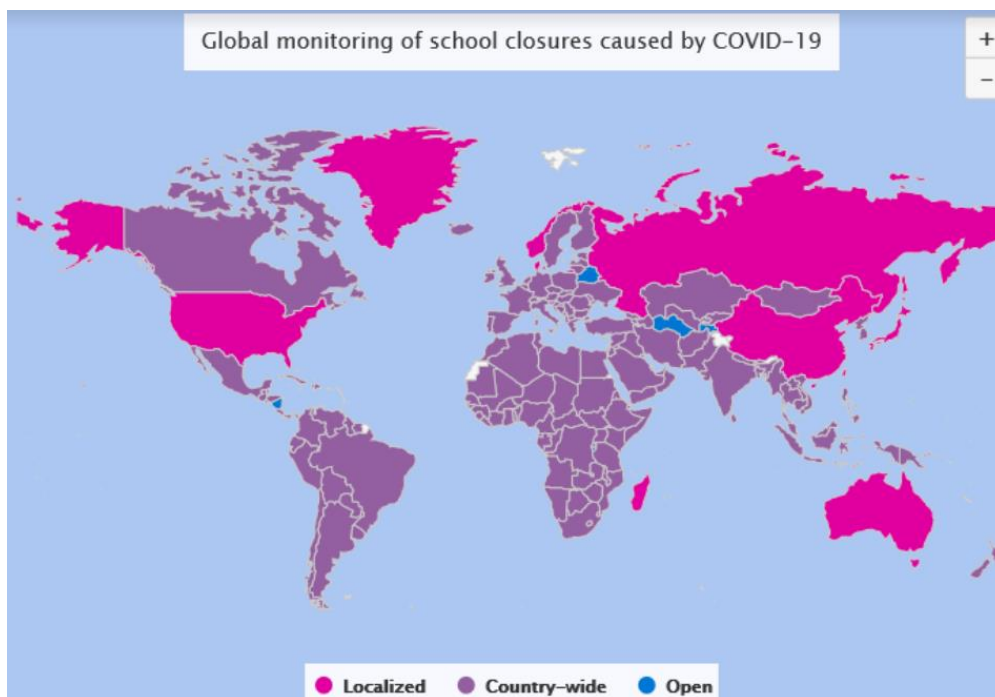 Global monitoring of school closures caused by COVID-19
+
−
Localized Country-wide Open